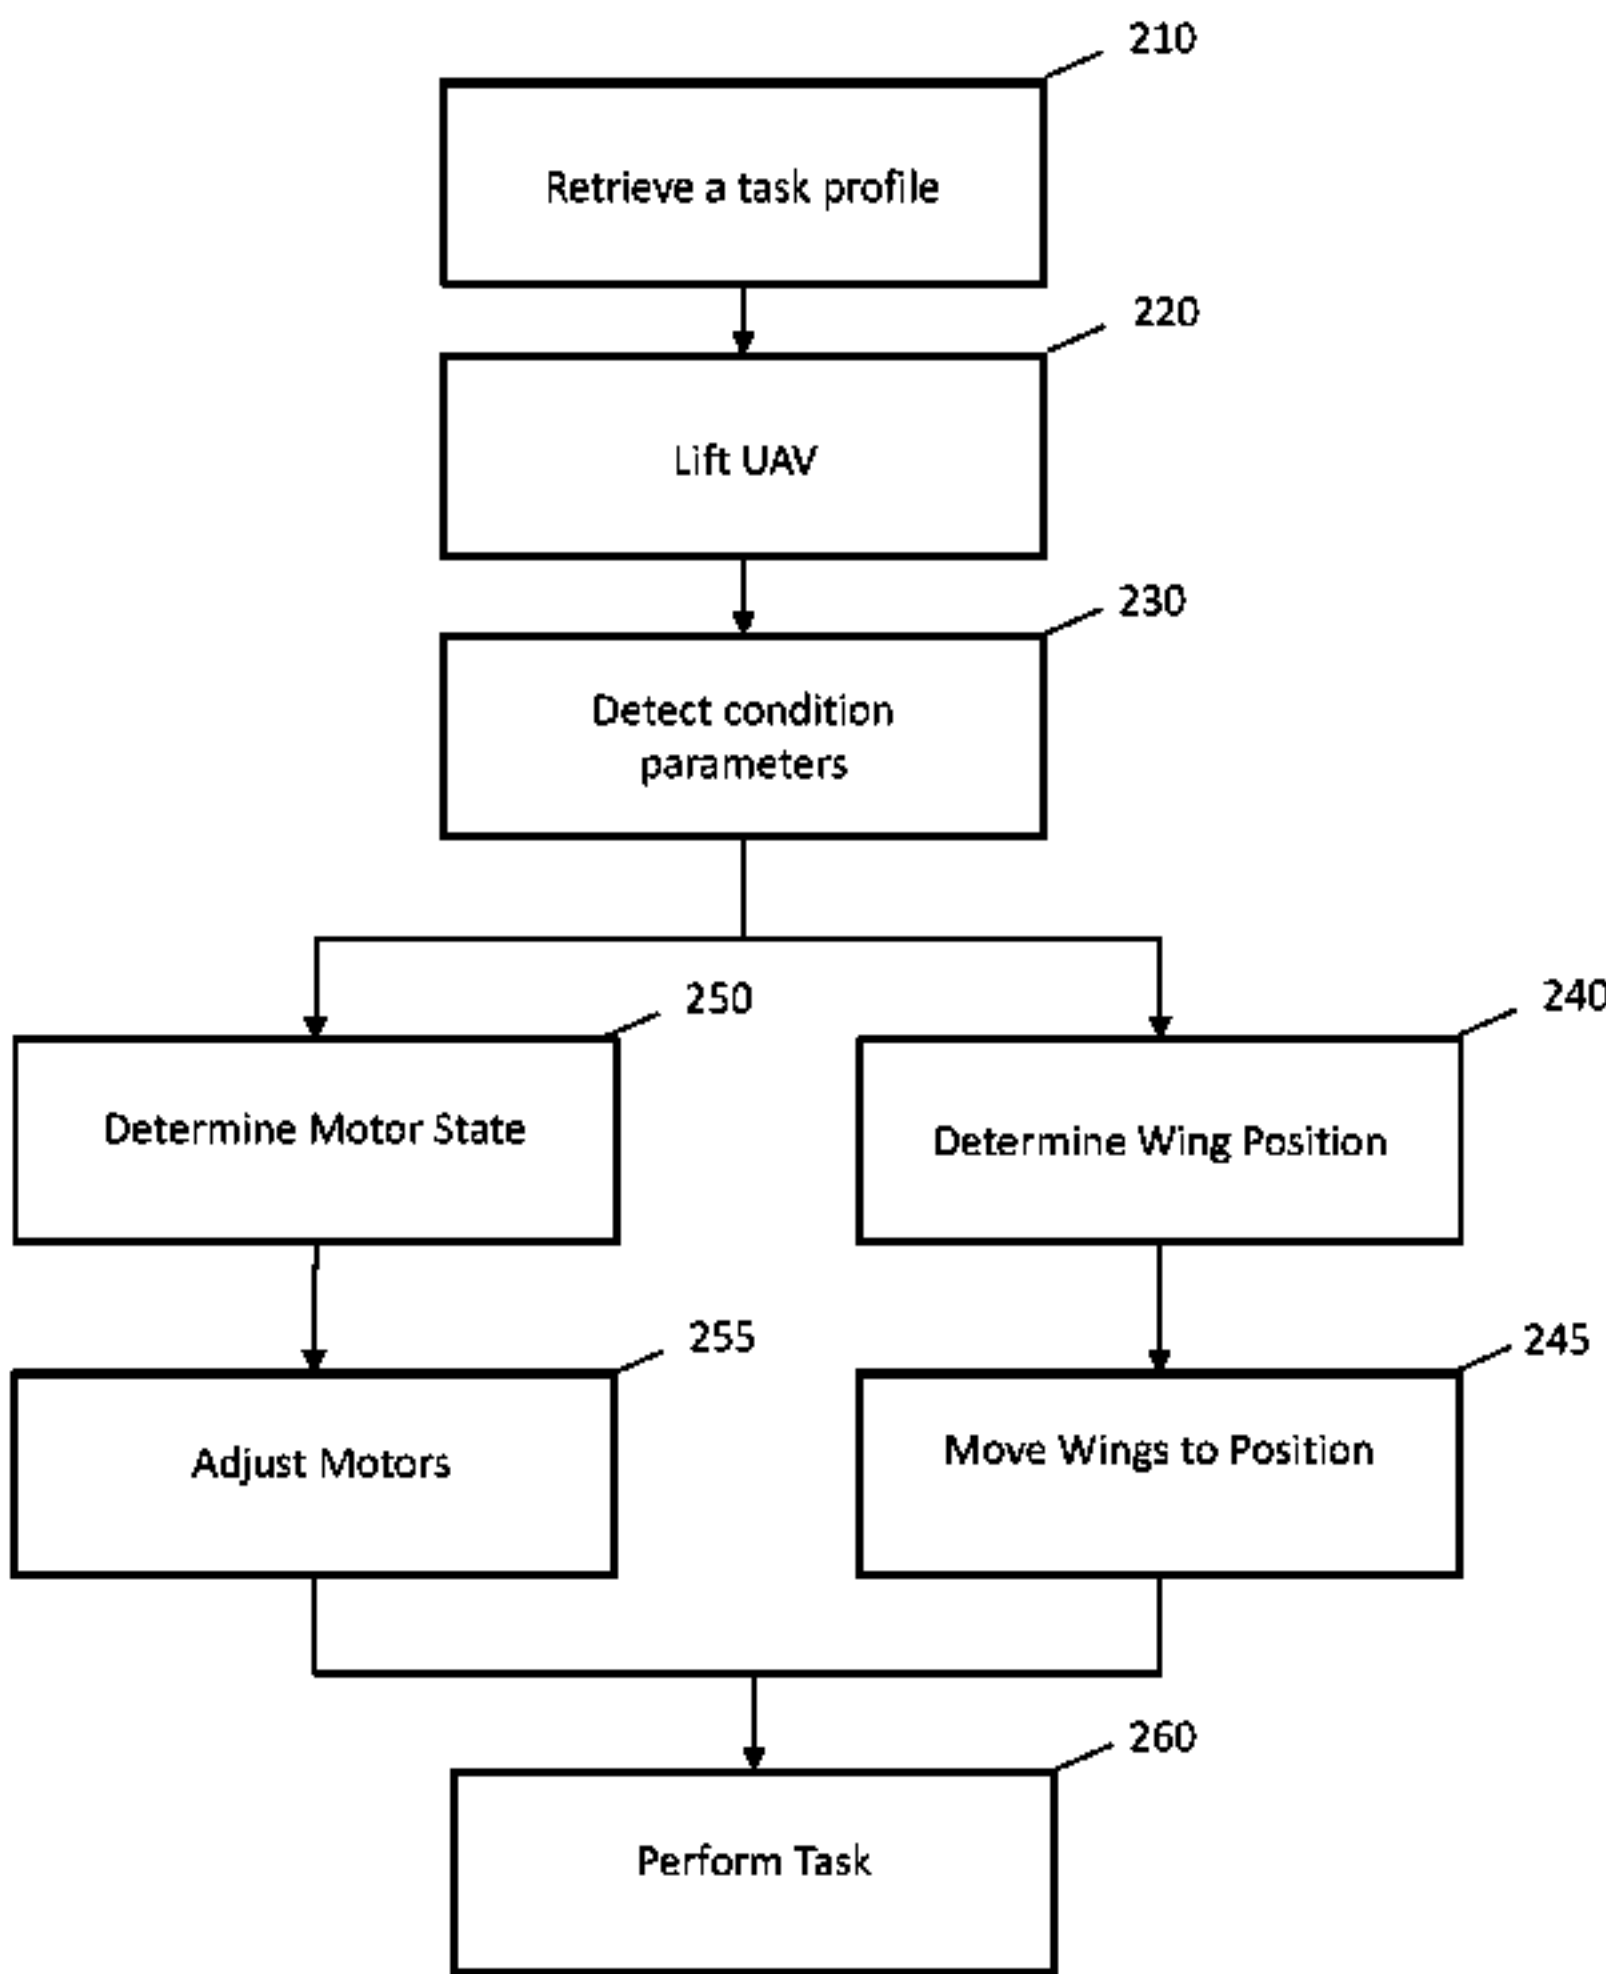 210
Retrieve a task profile
220
Lift UAV
230
Detect condition
parameters
250
240
Determine Motor State
Determine Wing Position
255
245
Adjust Motors
Move Wings to Position
260
Perform Task